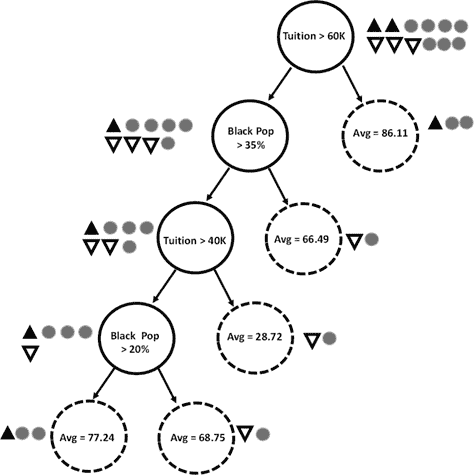 Tuition > 60K
Black Pop
> 35%
Avg = 86.11
Tuition > 40K
Avg = 66.49
Black Pop
> 20%
Avg = 28.72
Avg = 77.24
Avg = 68.75